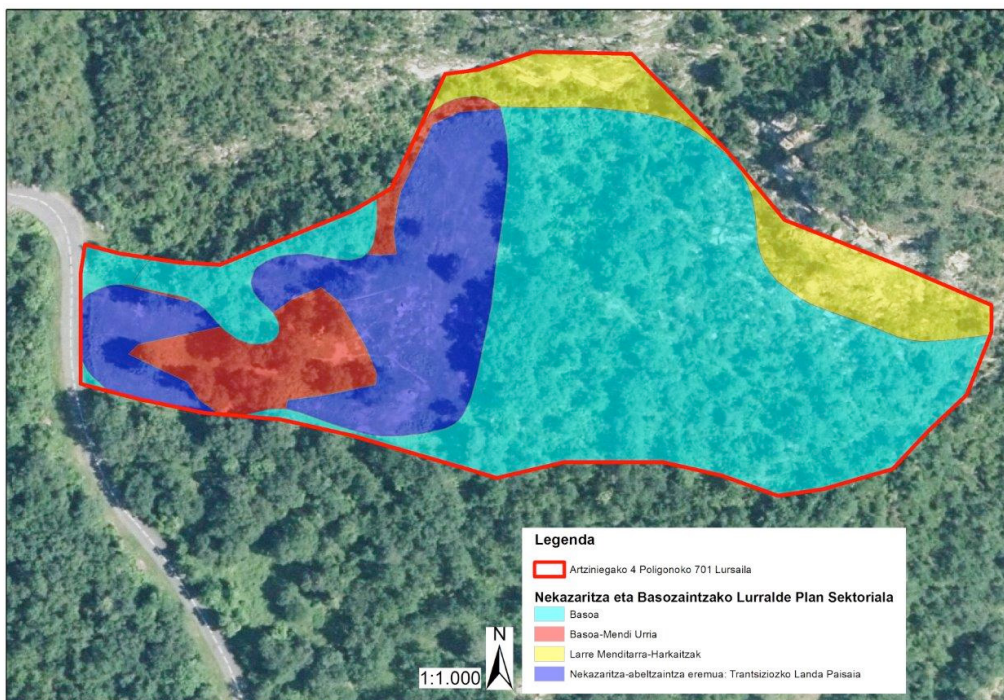 Legenda
Artziniegako 4 Poligonoko 701 Lursaila
Nekazaritza eta Basozaintzako Lurralde Plan Sektoriala
Basoa
Basoa-Mendi Urria
Larre Menditarra-Harkaitzak
Nekazaritza-abeltzaintza eremua: Trantsiziozko Landa Paisaia
N
1:1.000